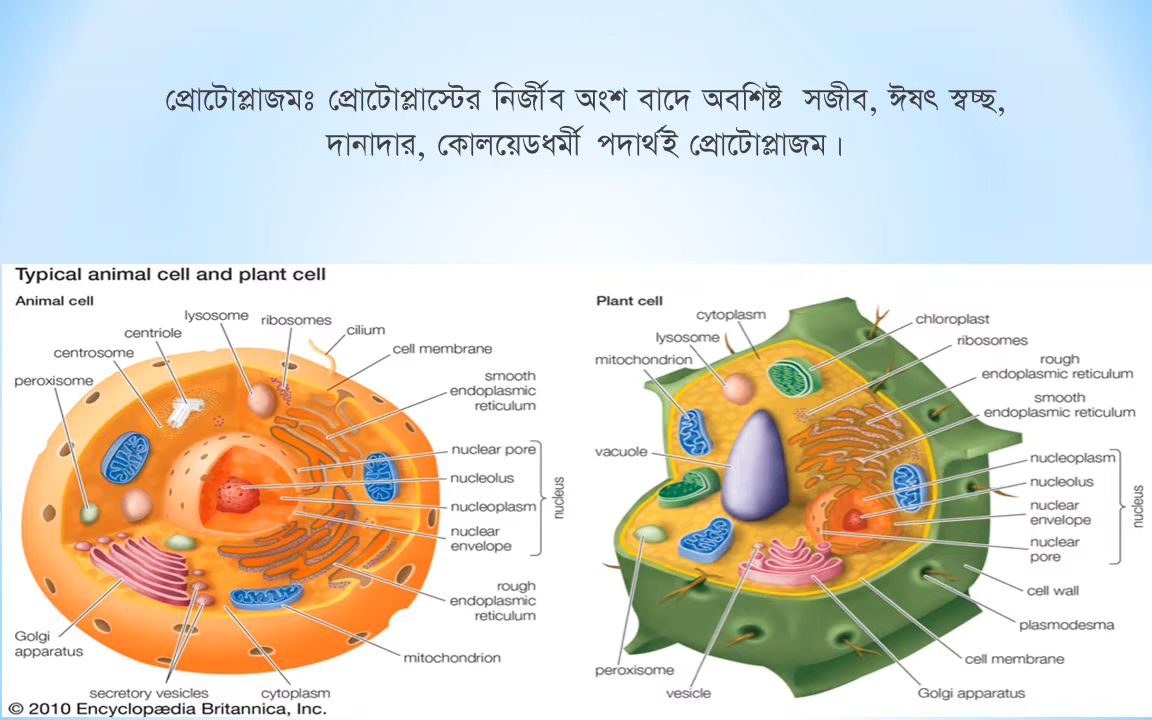 প্রোটোপ্লাজমঃ প্রোটোপ্লাস্টের নির্জীব অংশ বাদে অবশিষ্ট সজীব, ঈষৎ স্বচ্ছ,
দানাদার, কোলয়েডধর্মী পদার্থই প্রোটোপ্লাজম।
Typical animal cell and plant cell
Animal cell
lysosome
ribosomes
centriole
cilium
centrosome
cell membrane
peroxisome
smooth
endoplasmic
reticulum
nuclear pore
nucleolus
nucleoplasm
nuclear
envelope
nucleus
rough
endoplasmic
reticulum
Golgi
apparatus
mitochondrion
secretory vesicles
cytoplasm
Plant cell
cytoplasm
chloroplast
lysosome
ribosomes
mitochondrion
rough
endoplasmic reticulum
smooth
endoplasmic reticulum
vacuole
nucleoplasm
nucleolus
nuclear
envelope
nuclear
pore
nucleus
cell wall
plasmodesma
cell membrane
peroxisome
vesicle
Golgi apparatus
© 2010 Encyclopædia Britannica, Inc.